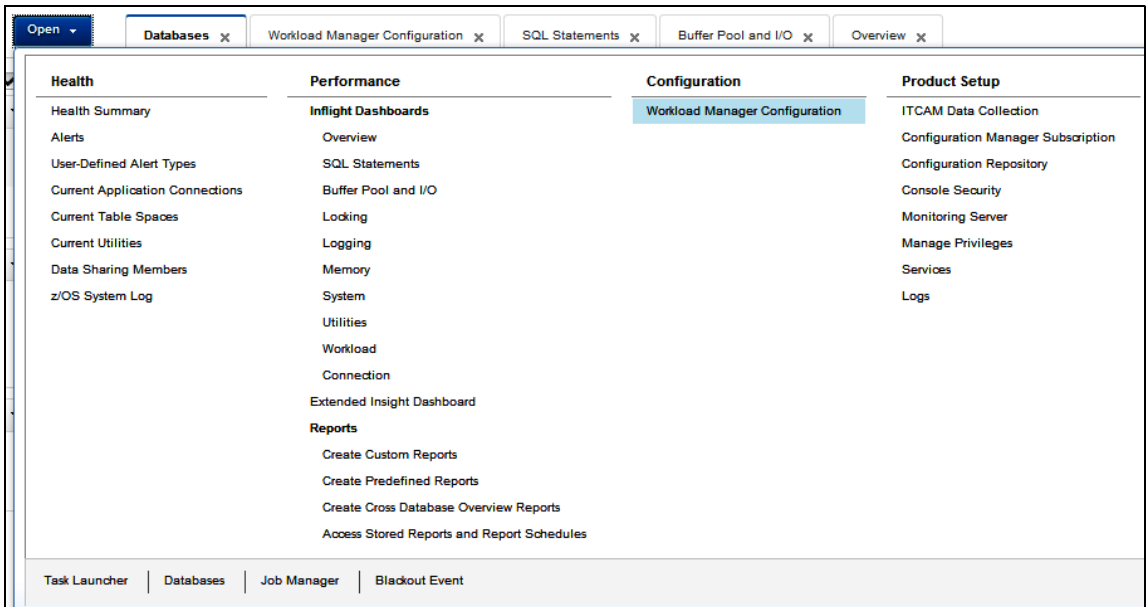 Open
Databases x
Workload Manager Configuration x
SQL Statements x
Buffer Pool and I/O x
Overview x
Health
Health Summary
Alerts
User-Defined Alert Types
Current Application Connections
Current Table Spaces
Current Utilities
Data Sharing Members
z/OS System Log
Performance
Inflight Dashboards
Overview
SQL Statements
Buffer Pool and I/O
Locking
Logging
Memory
System
Utilities
Workload
Connection
Extended Insight Dashboard
Reports
Create Custom Reports
Create Predefined Reports
Create Cross Database Overview Reports
Access Stored Reports and Report Schedules
Configuration
Workload Manager Configuration
Product Setup
ITCAM Data Collection
Configuration Manager Subscription
Configuration Repository
Console Security
Monitoring Server
Manage Privileges
Services
Logs
Task Launcher | Databases | Job Manager | Blackout Event